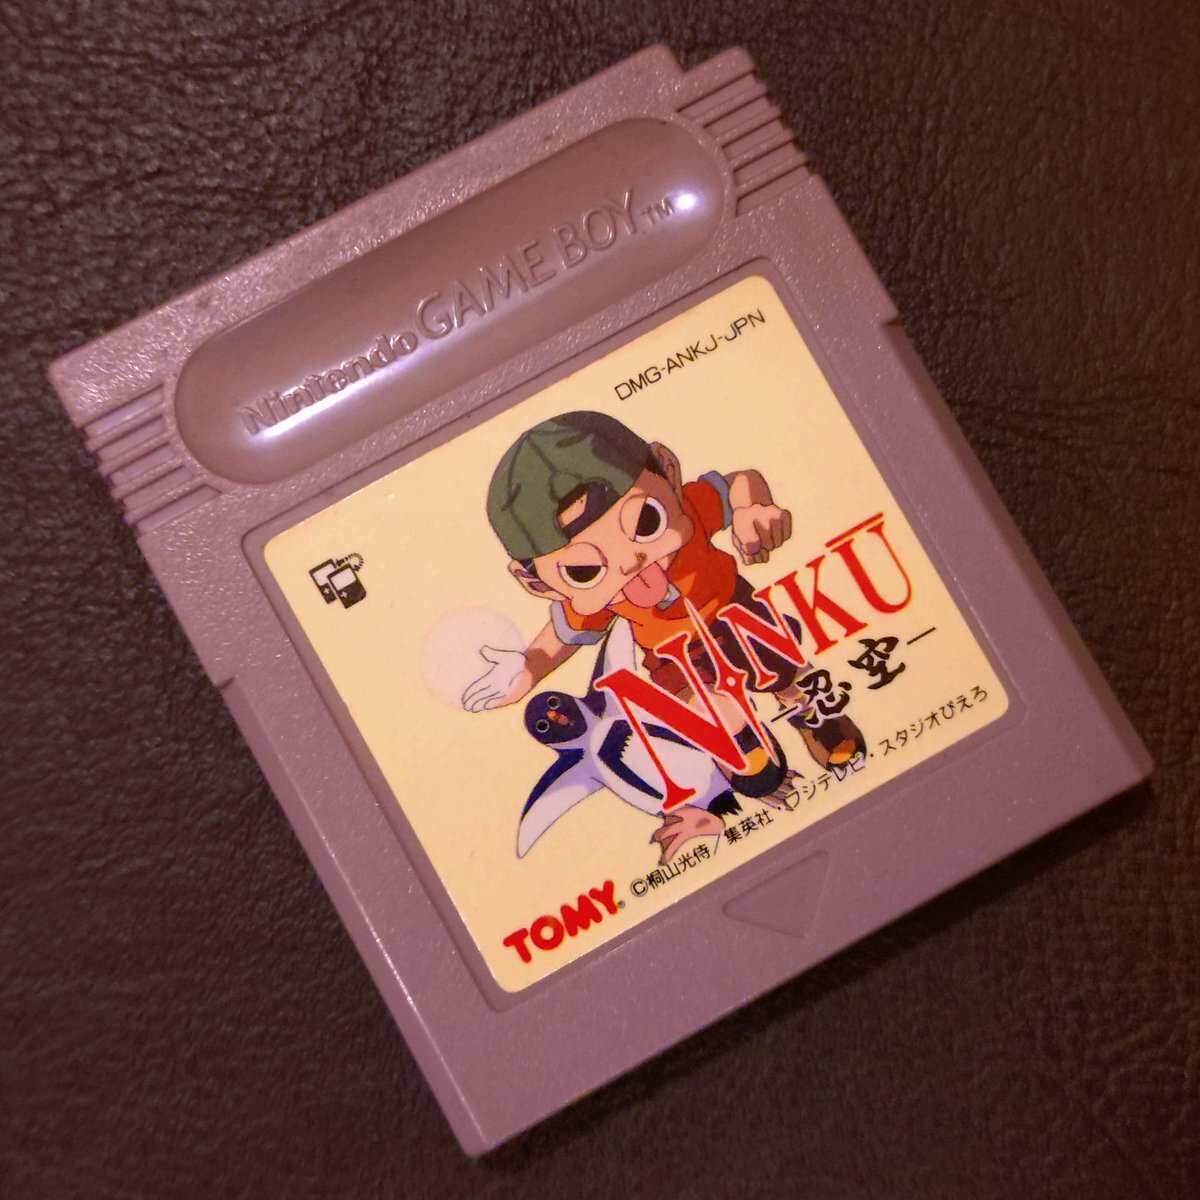 Nintendo GAME BOY™
DMG-ANKJ-JPN
NINKŪ
—忍空—
TOMY®
©桐山光侍/集英社・フジテレビ・スタジオぴえろ